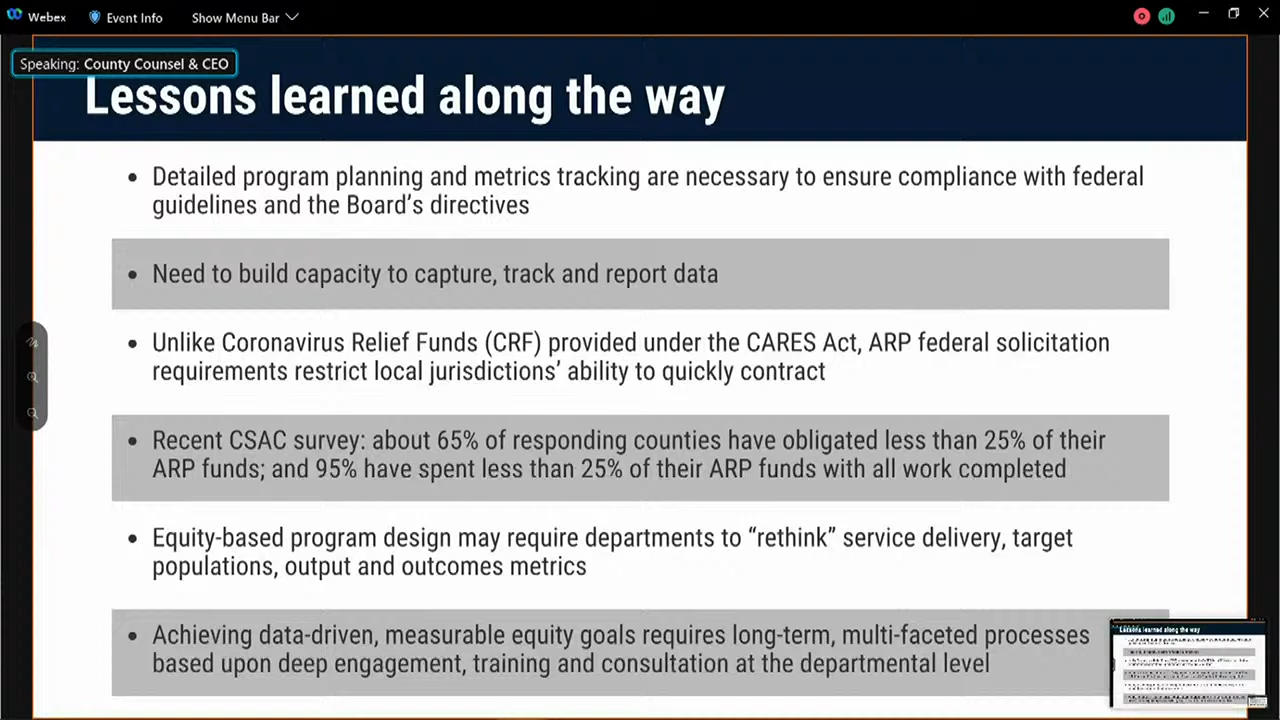 Webex
Event Info
Show Menu Bar
Speaking: County Counsel & CEO
Lessons learned along the way
• Detailed program planning and metrics tracking are necessary to ensure compliance with federal
guidelines and the Board's directives
• Need to build capacity to capture, track and report data
• Unlike Coronavirus Relief Funds (CRF) provided under the CARES Act, ARP federal solicitation
requirements restrict local jurisdictions' ability to quickly contract
• Recent CSAC survey: about 65% of responding counties have obligated less than 25% of their
ARP funds; and 95% have spent less than 25% of their ARP funds with all work completed
• Equity-based program design may require departments to “rethink” service delivery, target
populations, output and outcomes metrics
• Achieving data-driven, measurable equity goals requires long-term, multi-faceted processes
based upon deep engagement, training and consultation at the departmental level
Lessons learned along the way